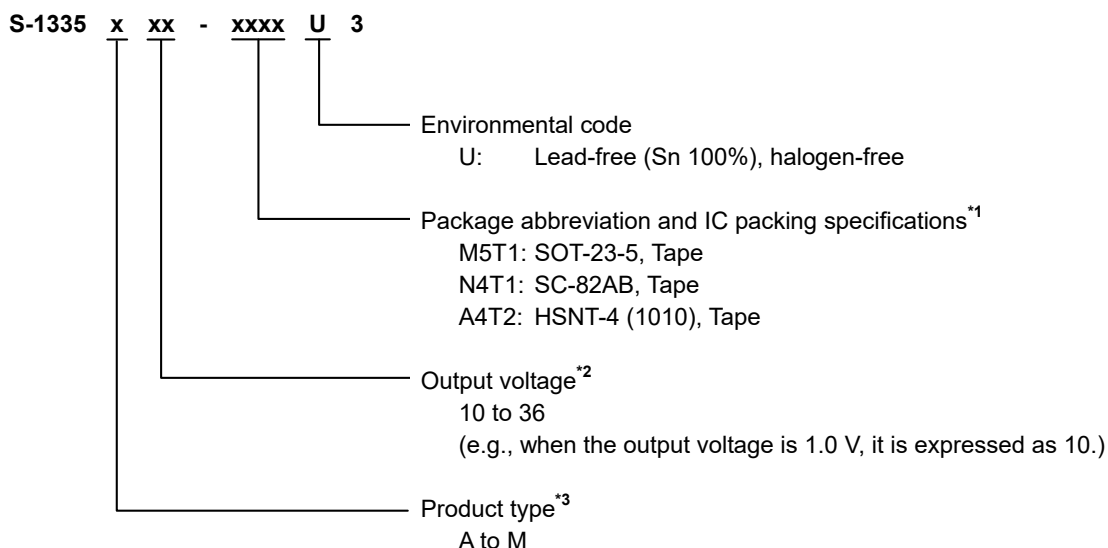 S-1335 x xx - xxxx U 3
Environmental code
U: Lead-free (Sn 100%), halogen-free
Package abbreviation and IC packing specifications*1
M5T1: SOT-23-5, Tape
N4T1: SC-82AB, Tape
A4T2: HSNT-4 (1010), Tape
Output voltage*2
10 to 36
(e.g., when the output voltage is 1.0 V, it is expressed as 10.)
Product type*3
A to M